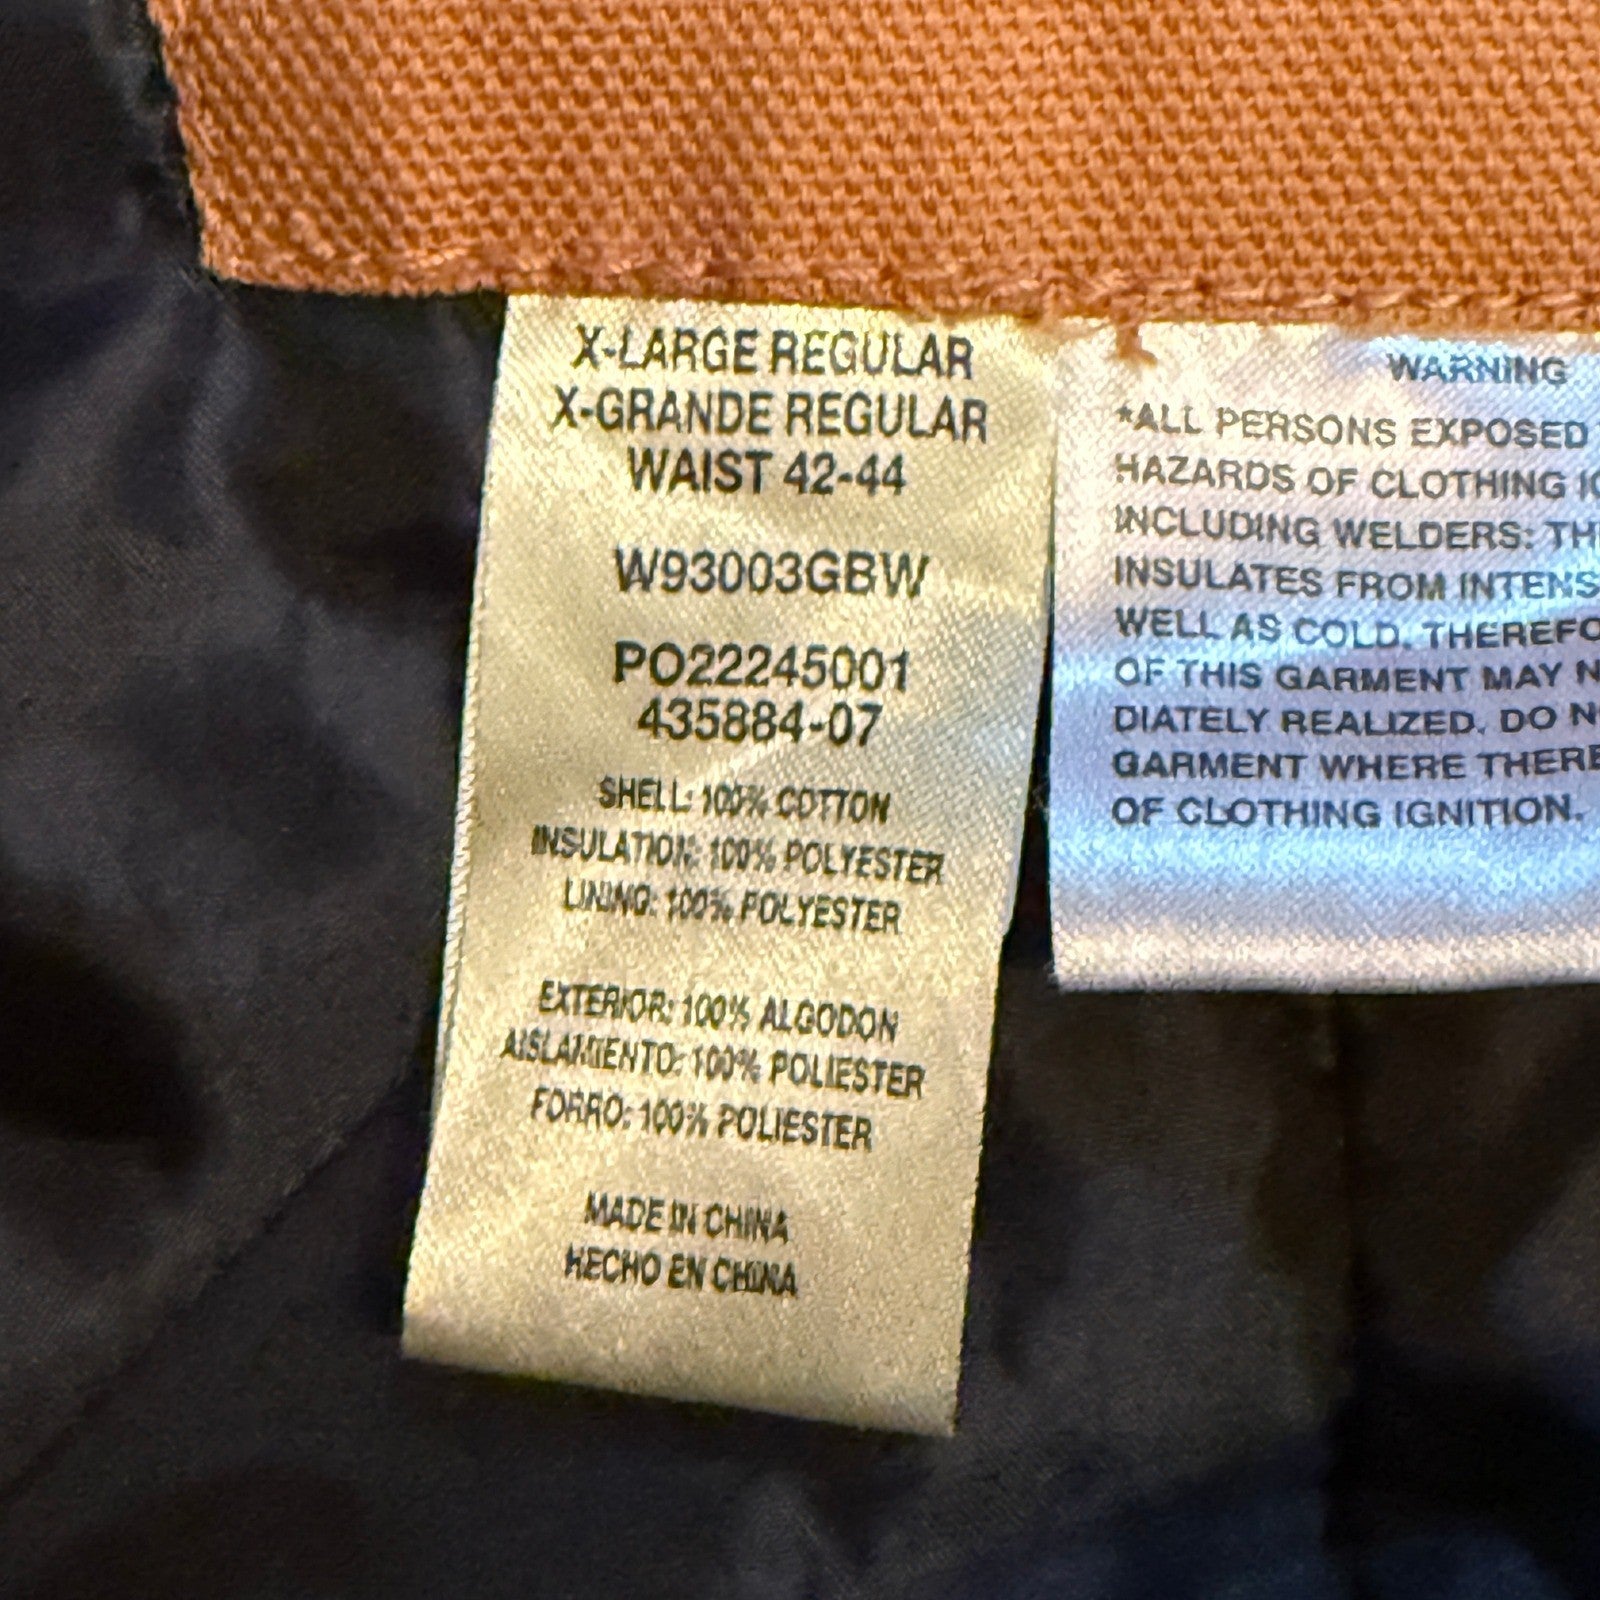 X-LARGE REGULAR
X-GRANDE REGULAR
WAIST 42-44
W93003GBW
PO22245001
435884-07
SHELL: 100% COTTON
INSULATION: 100% POLYESTER
LINING: 100% POLYESTER
EXTERIOR: 100% ALGODON
AISLAMIENTO: 100% POLIESTER
FORRO: 100% POLIESTER
MADE IN CHINA
HECHO EN CHINA
WARNING
*ALL PERSONS EXPOSED
HAZARDS OF CLOTHING
INCLUDING WELDERS:
INSULATES FROM
WELL AS COLD.
OF THIS GARMENT MAY
DIATELY REALIZED. DO
GARMENT WHERE
OF CLOTHING IGNITION.